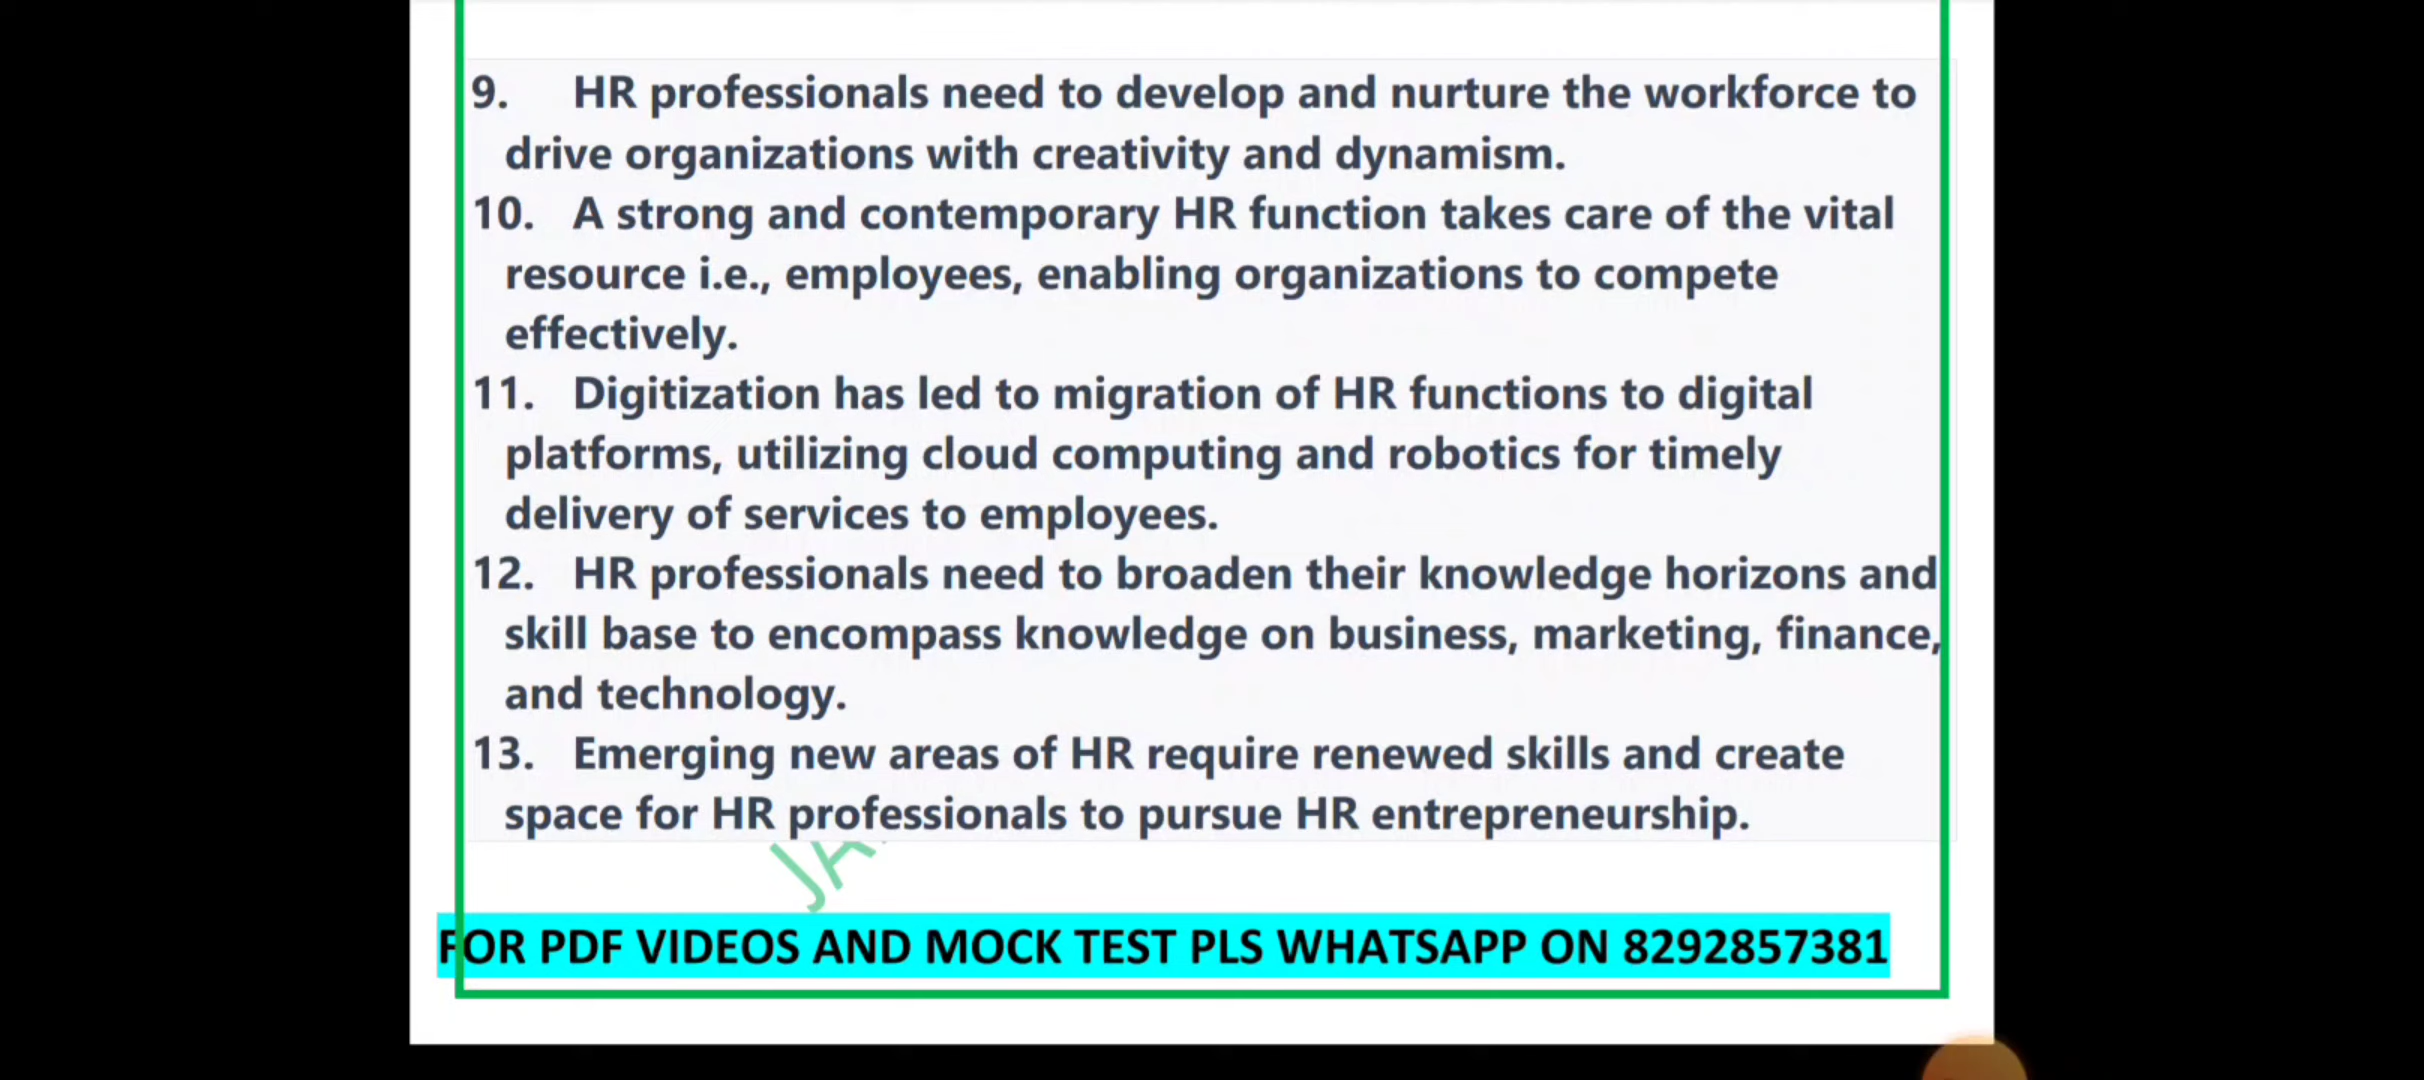 9. HR professionals need to develop and nurture the workforce to
drive organizations with creativity and dynamism.
10. A strong and contemporary HR function takes care of the vital
resource i.e., employees, enabling organizations to compete
effectively.
11. Digitization has led to migration of HR functions to digital
platforms, utilizing cloud computing and robotics for timely
delivery of services to employees.
12. HR professionals need to broaden their knowledge horizons and
skill base to encompass knowledge on business, marketing, finance,
and technology.
13. Emerging new areas of HR require renewed skills and create
space for HR professionals to pursue HR entrepreneurship.
FOR PDF VIDEOS AND MOCK TEST PLS WHATSAPP ON 8292857381